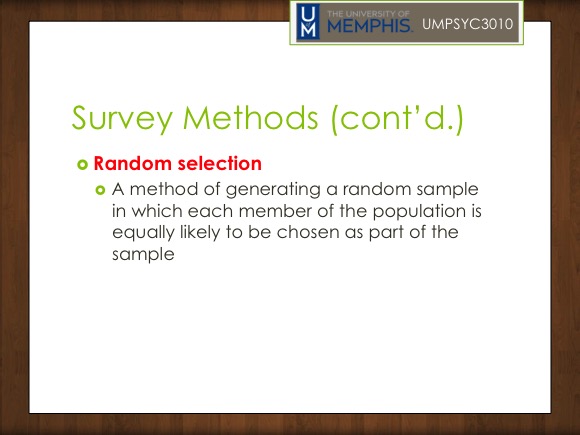 UM
THE UNIVERSITY OF
MEMPHIS.
UMPSYC3010
Survey Methods (cont’d.)
Random selection
A method of generating a random sample
in which each member of the population is
equally likely to be chosen as part of the
sample